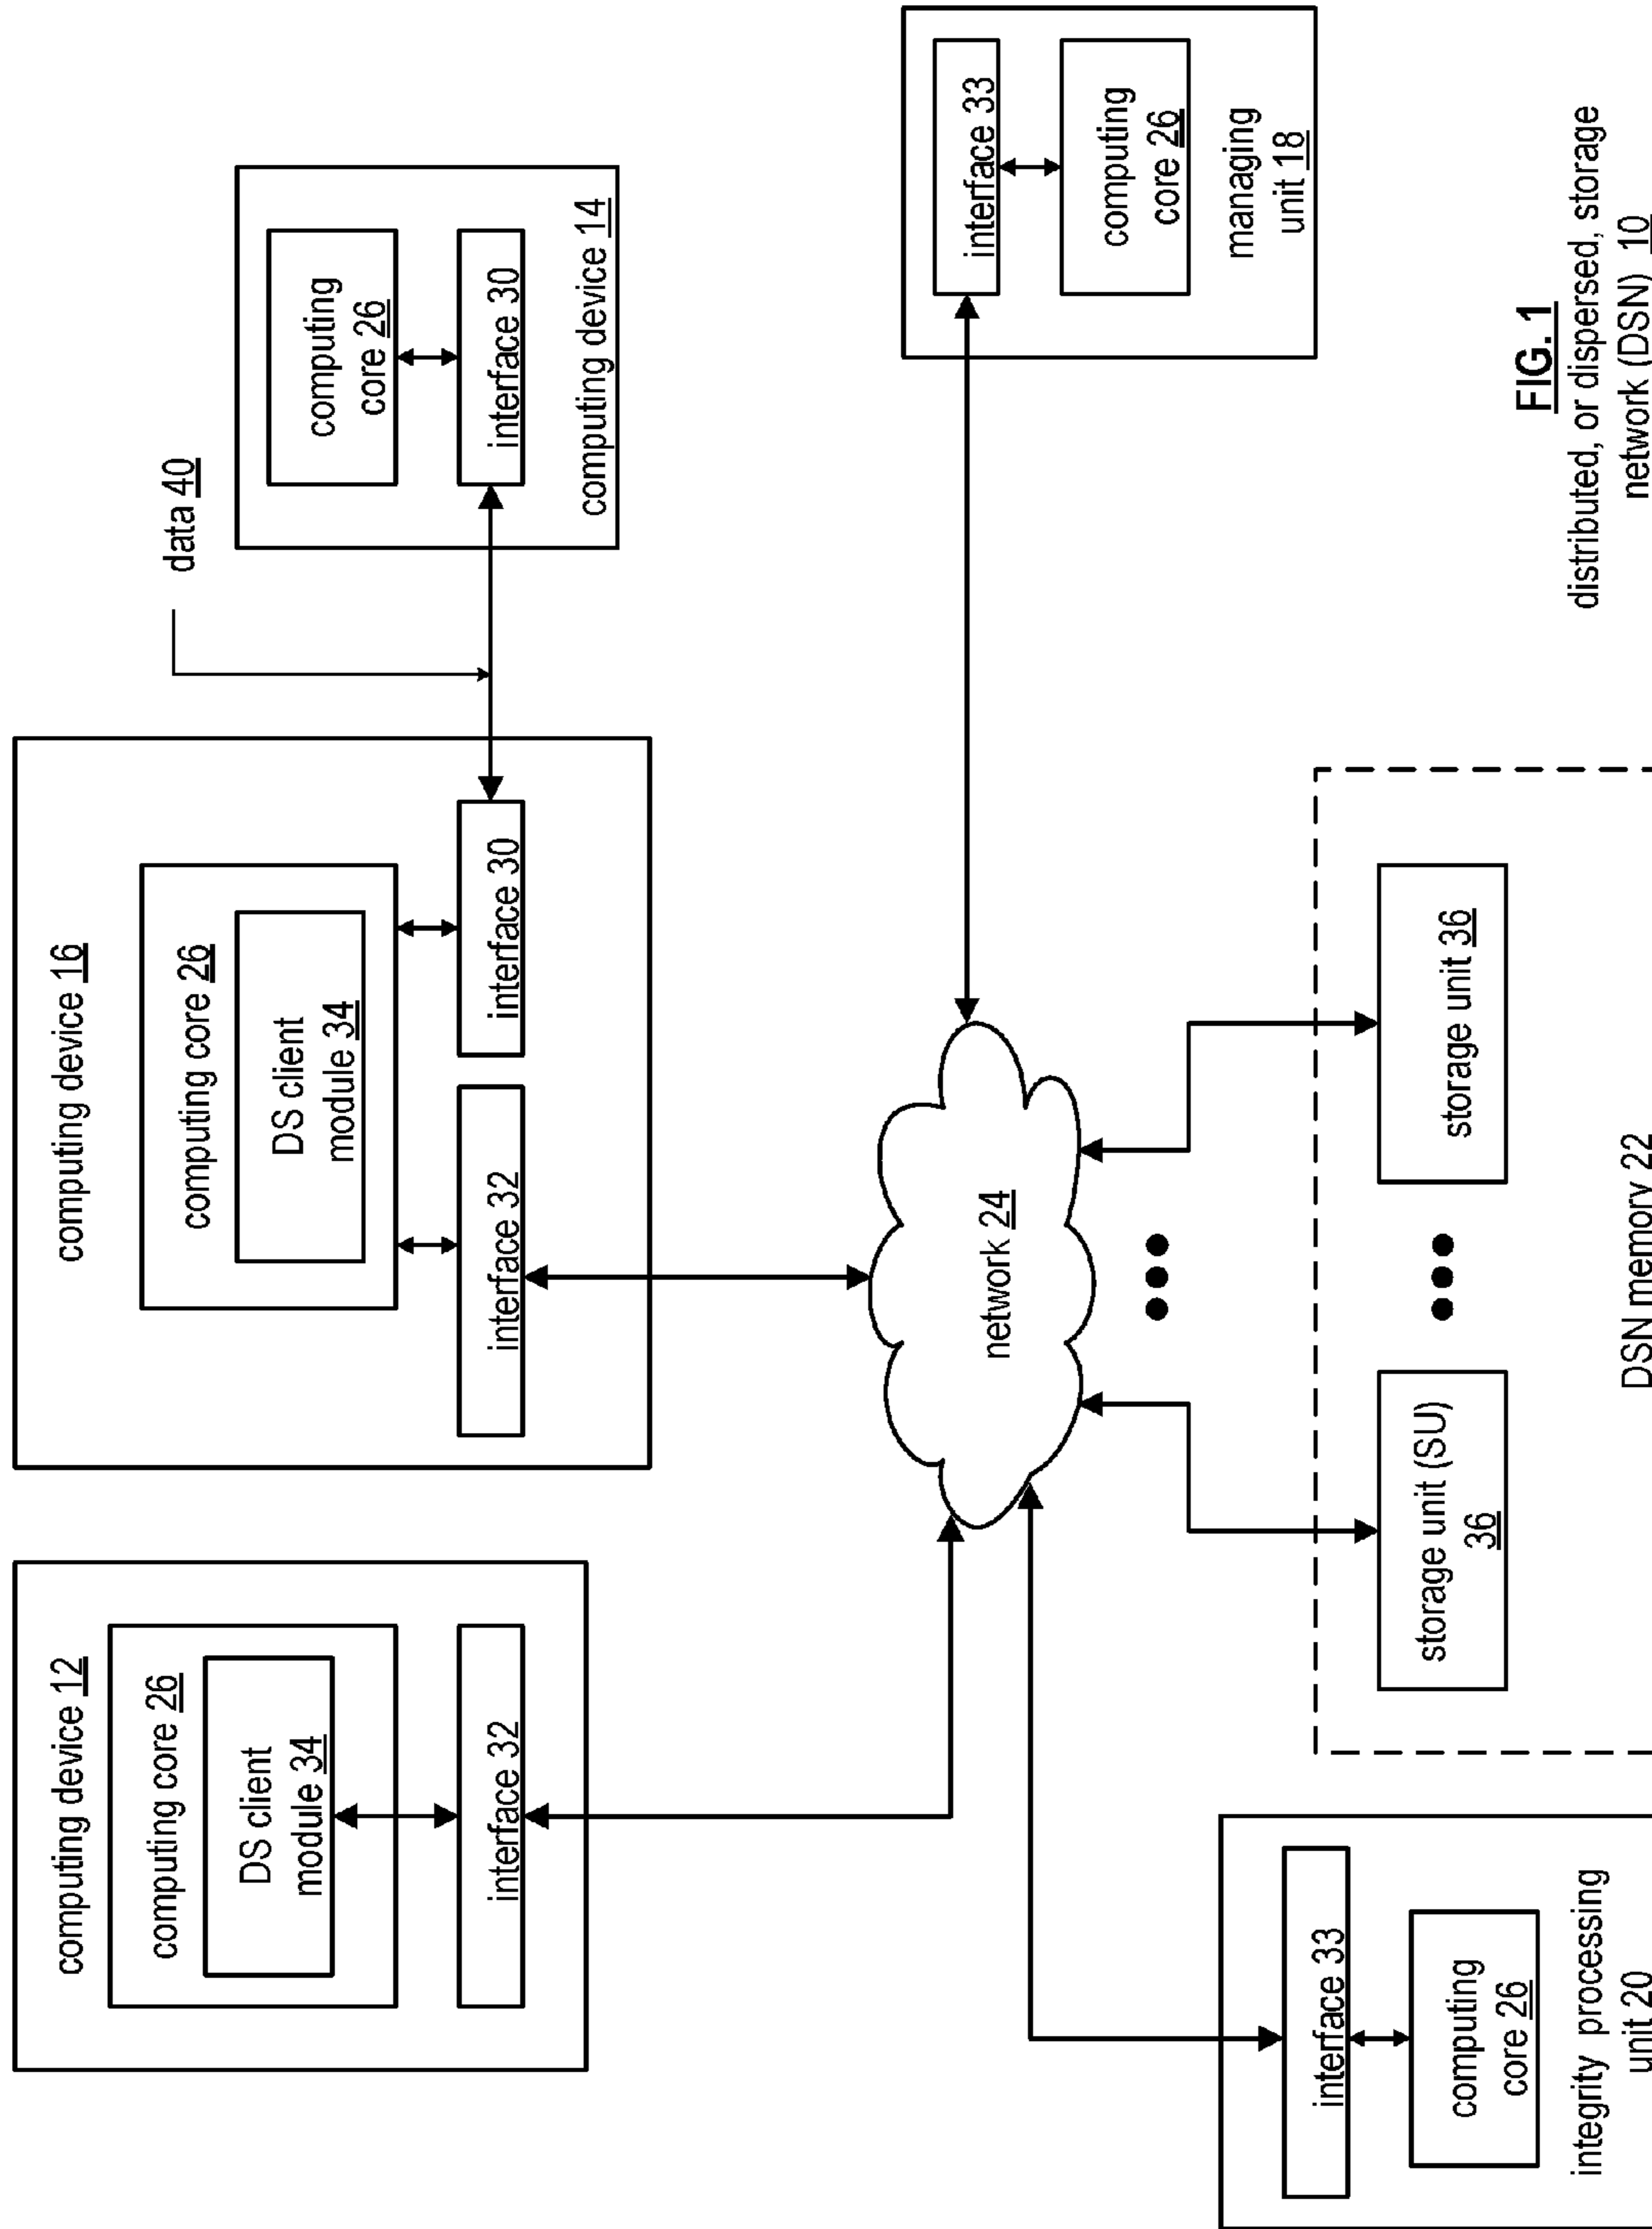 computing device 12
computing core 26
DS client
module 34
interface 32
computing device 16
computing core 26
DS client
module 34
interface 32
interface 30
data 40
computing
core 26
interface 30
computing device 14
network 24
interface 33
computing
core 26
managing
unit 18
interface 33
computing
core 26
integrity processing
unit 20
storage unit (SU)
36
storage unit 36
DSN memory 22
FIG. 1
distributed, or dispersed, storage
network (DSN) 10